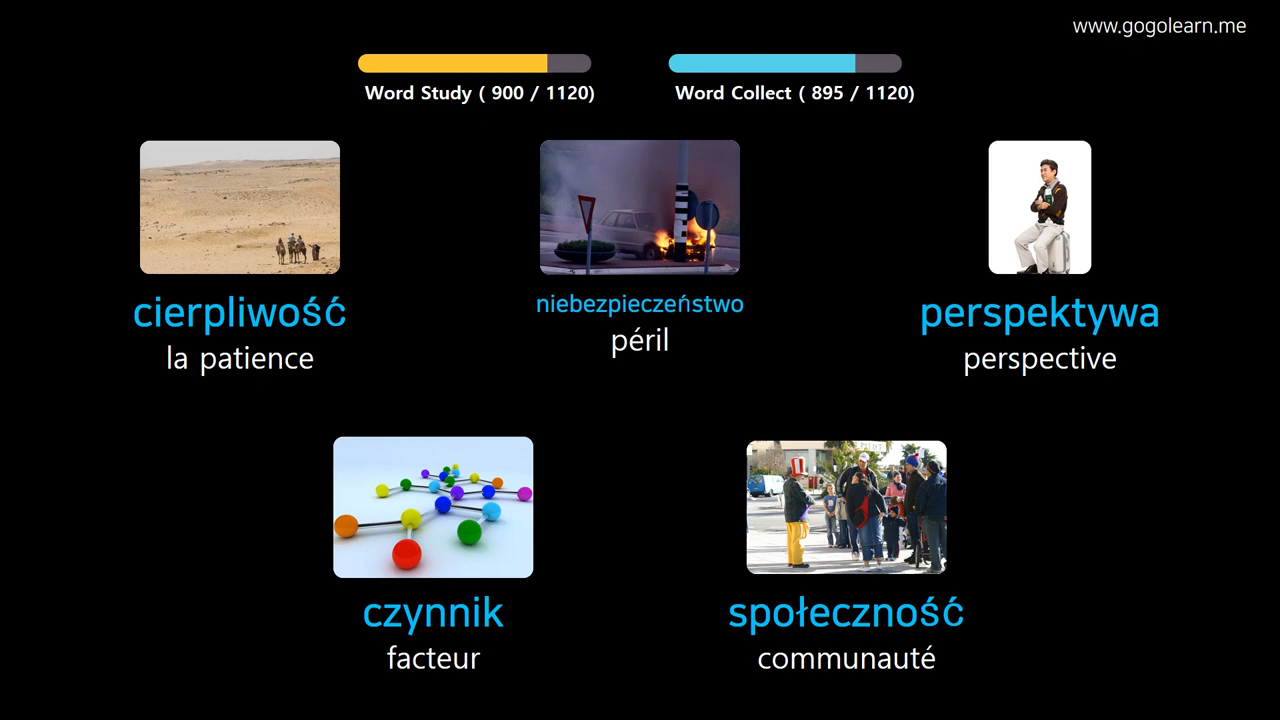 www.gogolearn.me
Word Study ( 900 / 1120)
Word Collect ( 895 / 1120)
cierpliwość
la patience
niebezpieczeństwo
péril
perspektywa
perspective
czynnik
facteur
społeczność
communauté